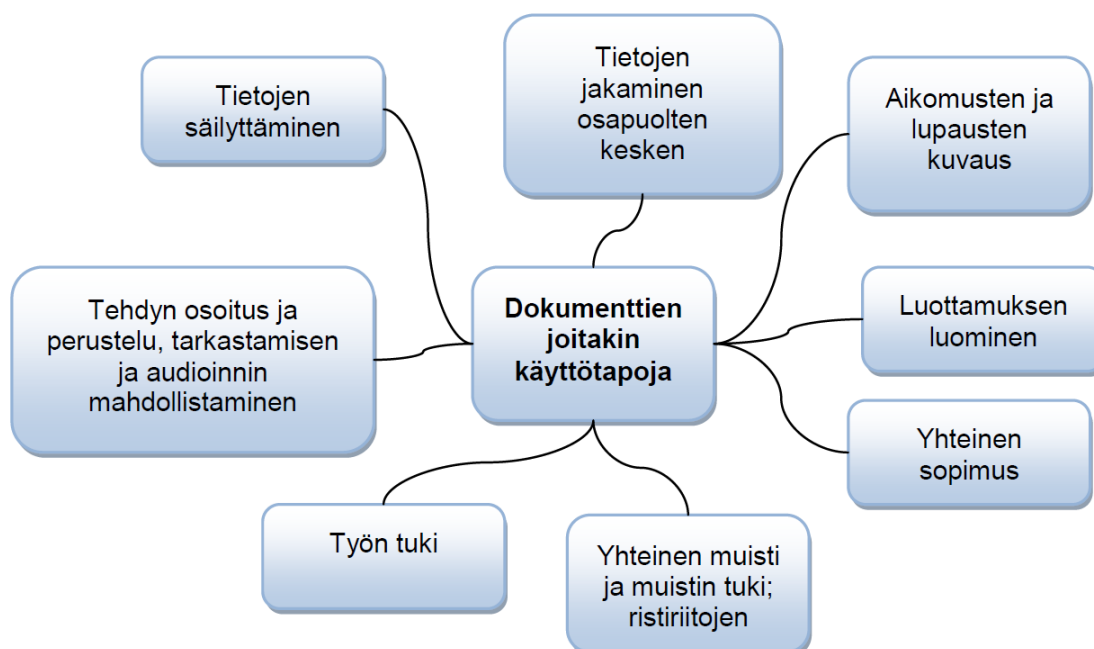 Tietojen
säilyttäminen
Tietojen
jakaminen
osapuolten
kesken
Aikomusten ja
lupausten
kuvaus
Tehdyn osoitus ja
perustelu, tarkastamisen
ja audioinnin
mahdollistaminen
Dokumenttien
joitakin
käyttötapoja
Luottamuksen
luominen
Yhteinen
sopimus
Työn tuki
Yhteinen muisti
ja muistin tuki;
ristiriitojen